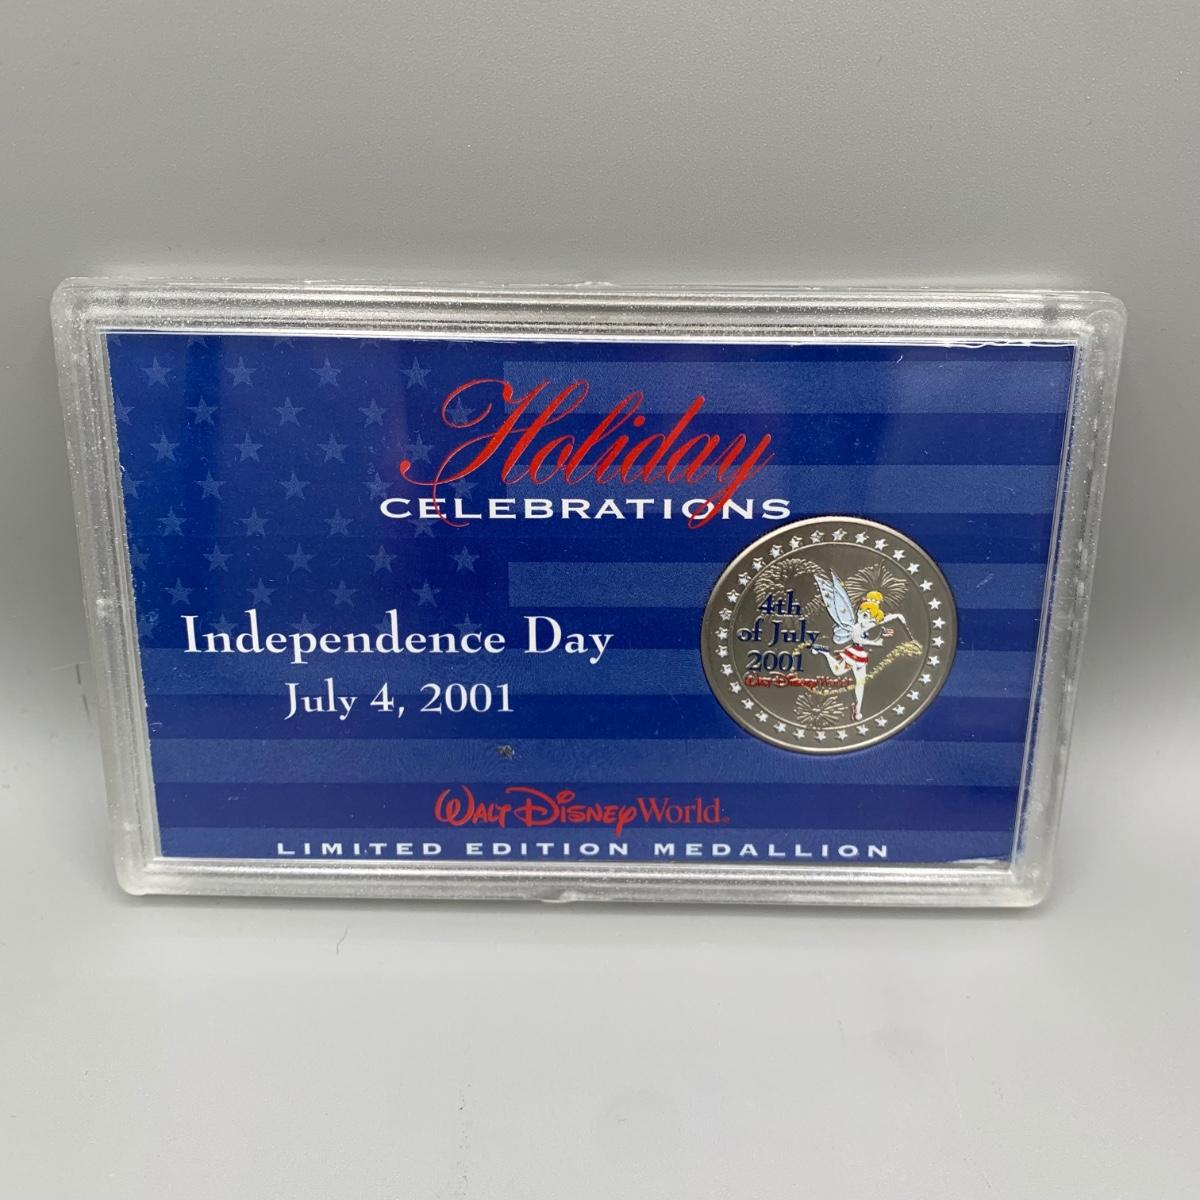 Holiday
CELEBRATIONS
Independence Day
July 4, 2001
4th
of July
2001
Walt Disney World
Walt Disney World®
LIMITED EDITION MEDALLION